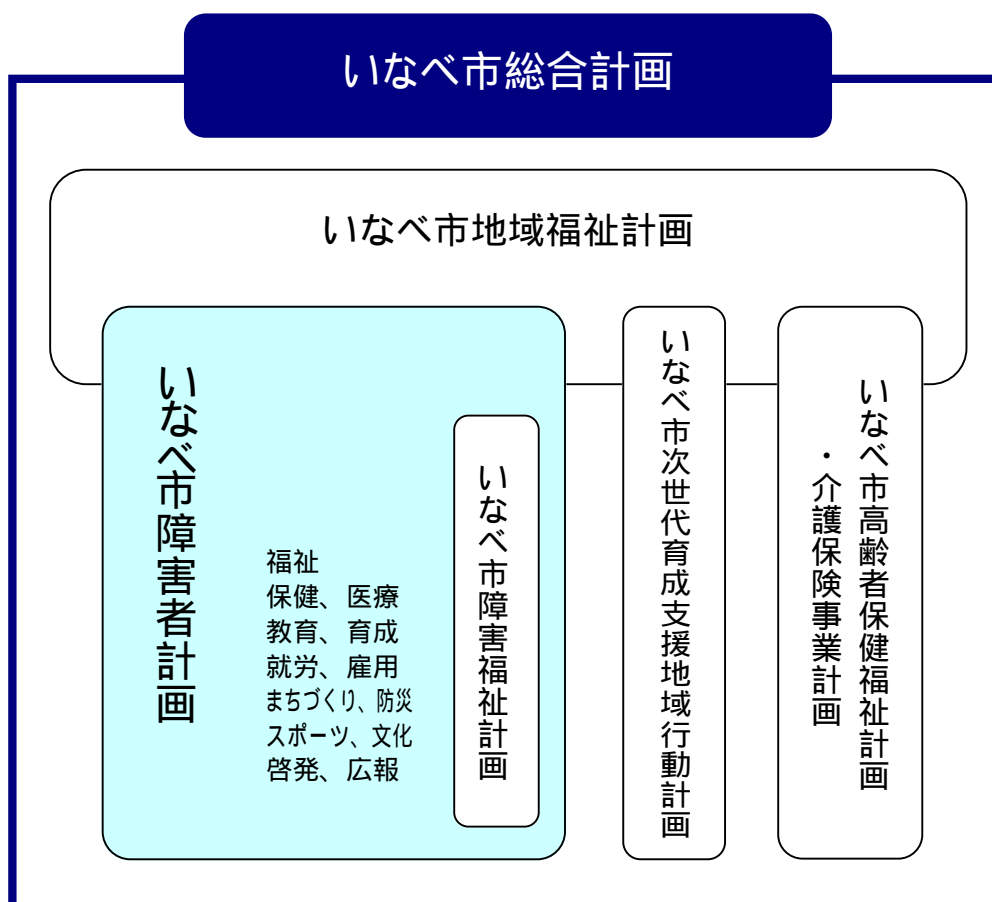 いなべ市総合計画
いなべ市地域福祉計画
いなべ市障害者計画
福祉
保健、医療
教育、育成
就労、雇用
まちづくり、防災
スポーツ、文化
啓発、広報
いなべ市障害福祉計画
いなべ市次世代育成支援地域行動計画
いなべ市高齢者保健福祉計画
・介護保険事業計画